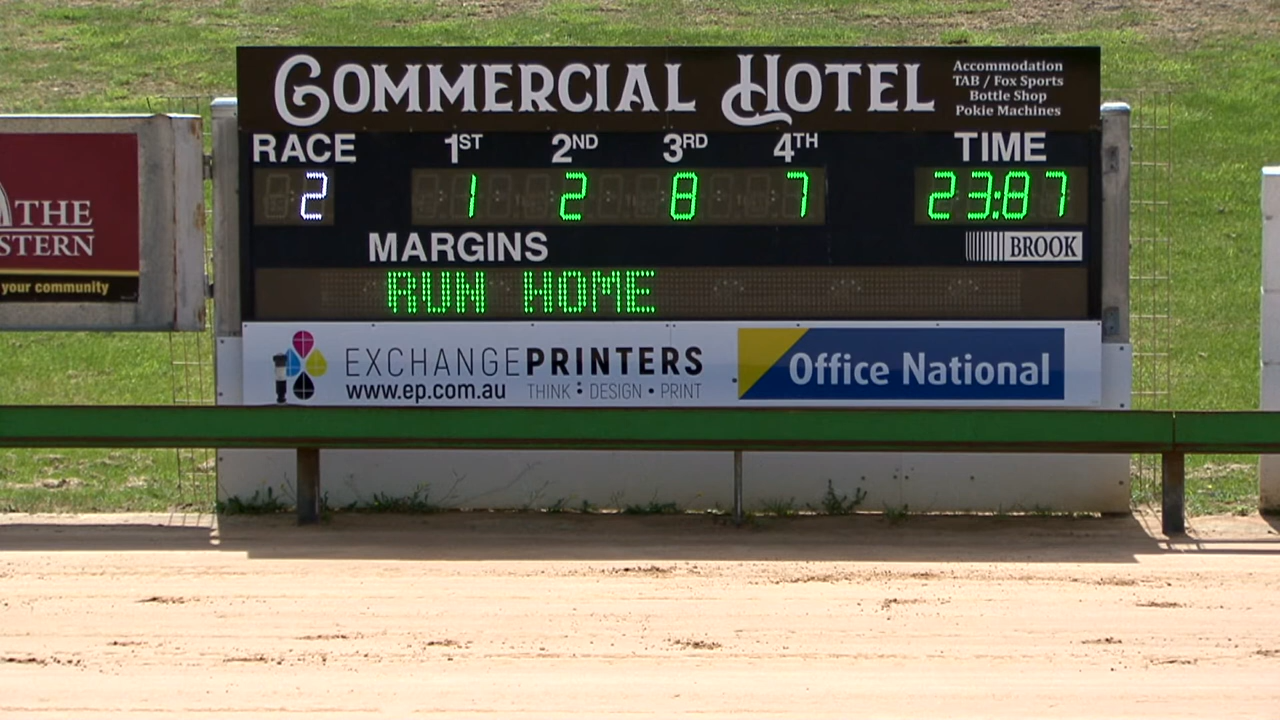 COMMERCIAL HOTEL
Accommodation
TAB / Fox Sports
Bottle Shop
Pokie Machines
RACE 1ST 2ND 3RD 4TH TIME
2 1 2 8 7 23:87
MARGINS
BROOK
RUN HOME
THE
STERN
your community
EXCHANGEPRINTERS
www.ep.com.au THINK • DESIGN • PRINT
Office National